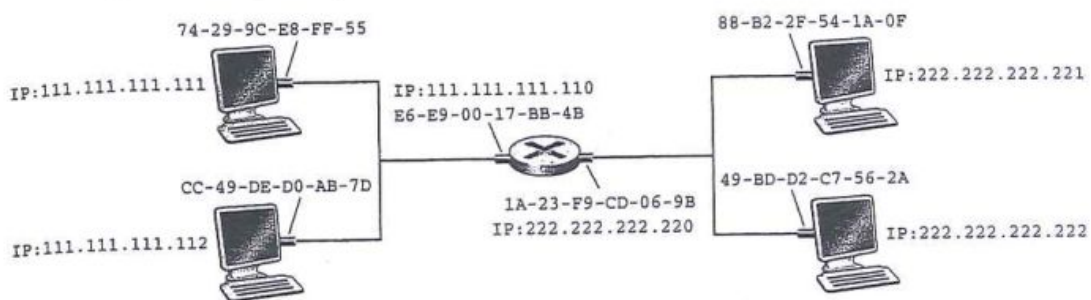 74-29-9C-E8-FF-55
IP:111.111.111.111
CC-49-DE-D0-AB-7D
IP:111.111.111.112
IP:111.111.111.110
E6-E9-00-17-BB-4B
1A-23-F9-CD-06-9B
IP:222.222.222.220
88-B2-2F-54-1A-0F
IP:222.222.222.221
49-BD-D2-C7-56-2A
IP:222.222.222.222